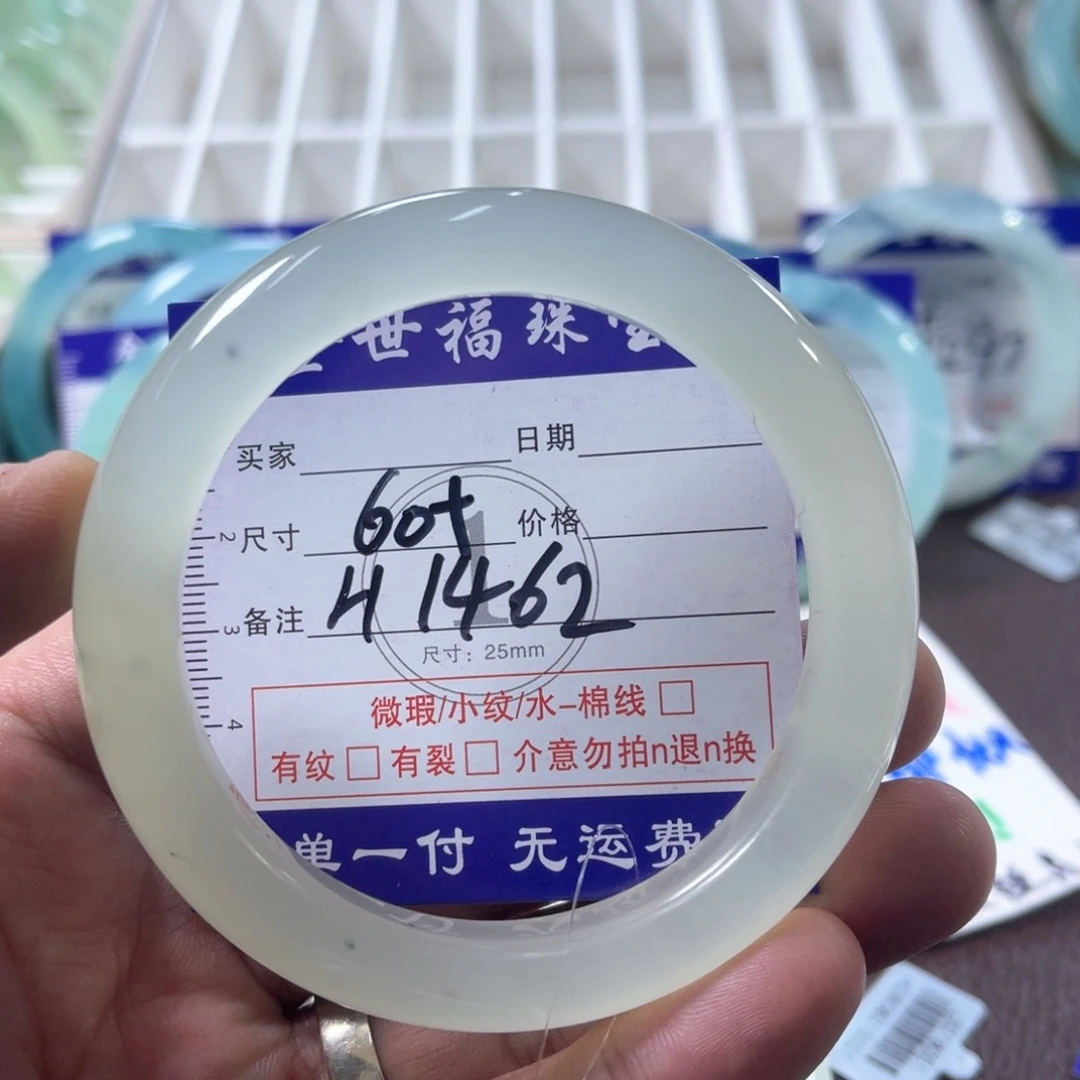 世福珠宝
买家 日期
尺寸 60+ 价格
2
备注 H 1462
3
尺寸：25mm
微瑕/小纹/水-棉线 □
4
有纹 □ 有裂 □ 介意勿拍n退n换
单一付 无运费